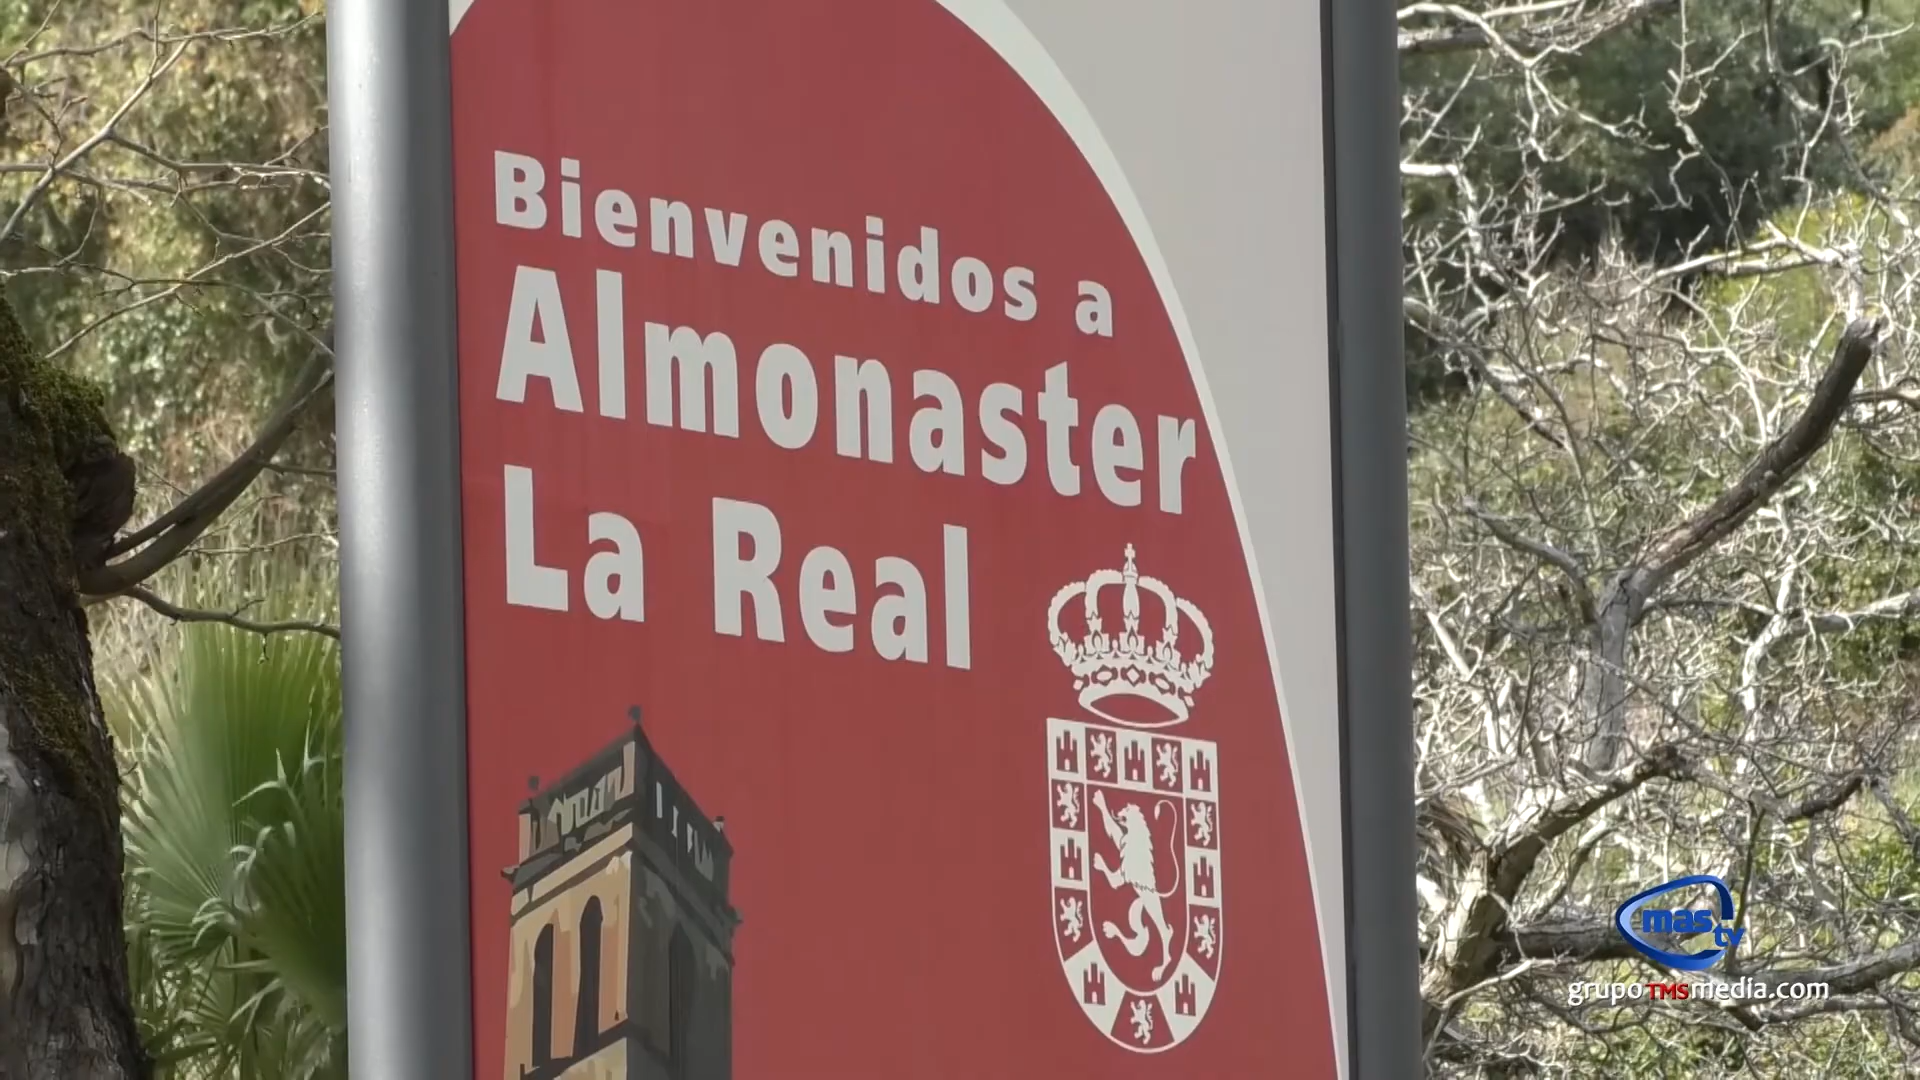 Bienvenidos a
Almonaster
La Real
mas tv
grupoTMSmedia.com